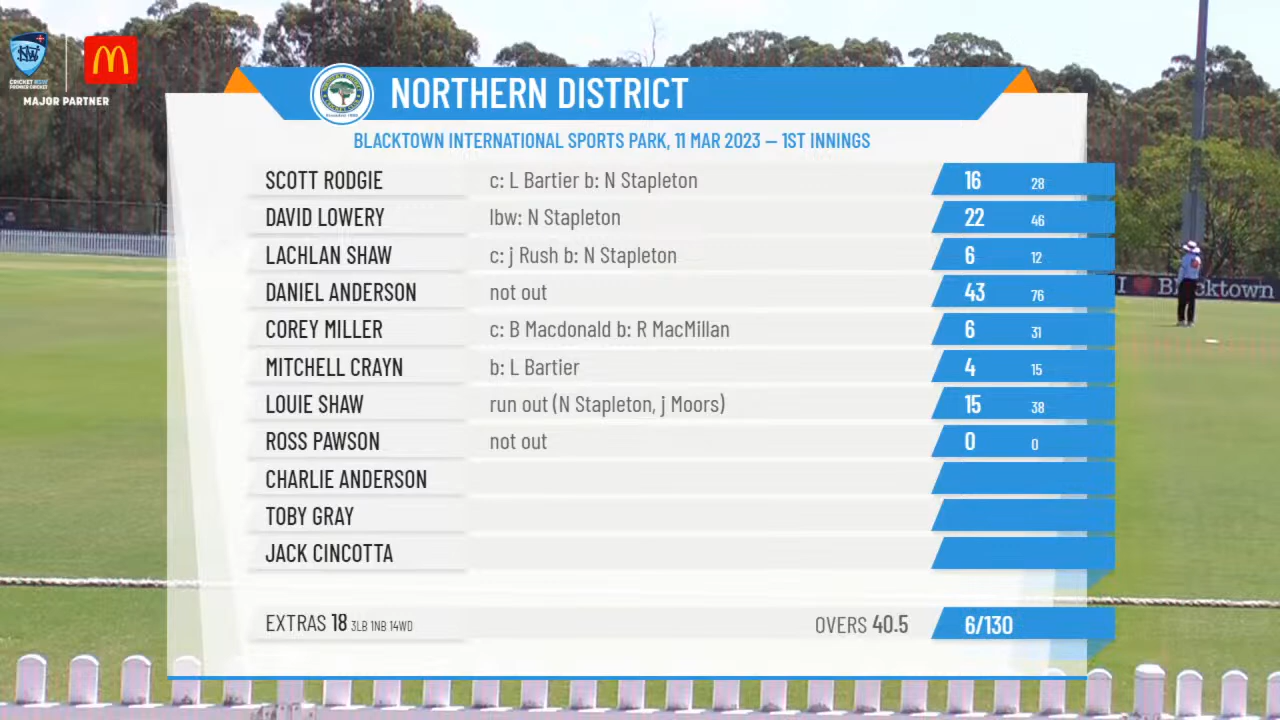 CRICKET NSW
PREMIER CRICKET
MAJOR PARTNER
NORTHERN DISTRICT
BLACKTOWN INTERNATIONAL SPORTS PARK, 11 MAR 2023 – 1ST INNINGS
SCOTT RODGIE c: L Bartier b: N Stapleton 16 28
DAVID LOWERY lbw: N Stapleton 22 46
LACHLAN SHAW c: j Rush b: N Stapleton 6 12
DANIEL ANDERSON not out 43 76
COREY MILLER c: B Macdonald b: R MacMillan 6 31
MITCHELL CRAYN b: L Bartier 4 15
LOUIE SHAW run out (N Stapleton, j Moors) 15 38
ROSS PAWSON not out 0 0
CHARLIE ANDERSON
TOBY GRAY
JACK CINCOTTA
EXTRAS 18 3LB 1NB 14WD OVERS 40.5 6/130
I Blacktown